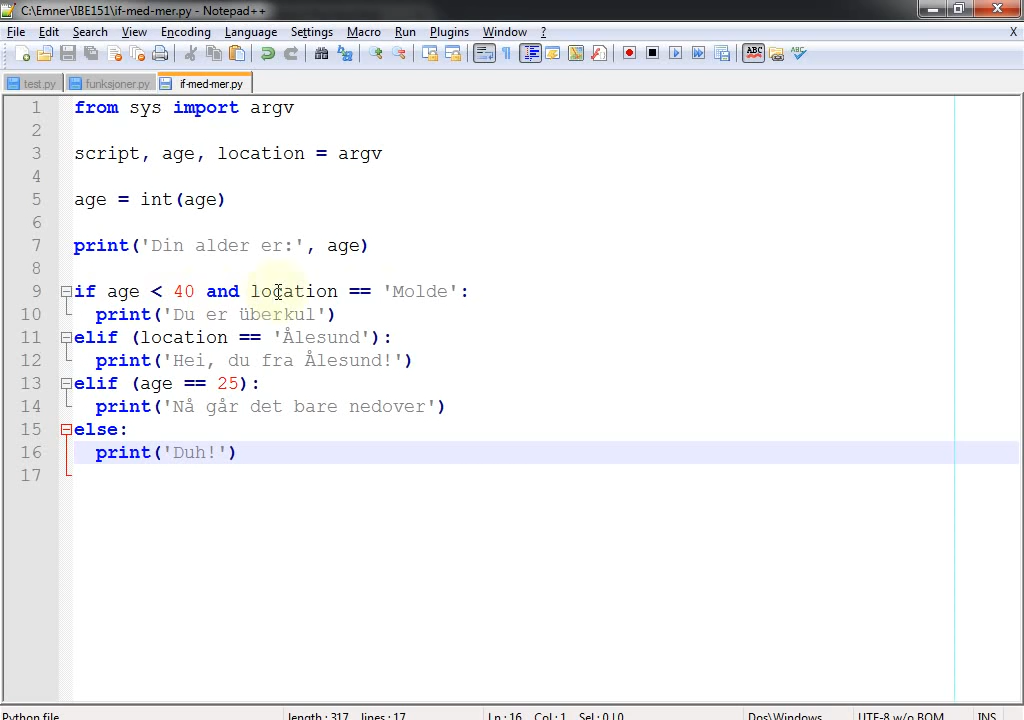 C:\Emner\IBE151\if-med-mer.py - Notepad++
File Edit Search View Encoding Language Settings Macro Run Plugins Window ? X
test.py funksjoner.py if-med-mer.py
1 from sys import argv
2
3 script, age, location = argv
4
5 age = int(age)
6
7 print('Din alder er:', age)
8
9 if age < 40 and location == 'Molde':
10 print('Du er überkul')
11 elif (location == 'Ålesund'):
12 print('Hei, du fra Ålesund!')
13 elif (age == 25):
14 print('Nå går det bare nedover')
15 else:
16 print('Duh!')
17
Python file length : 317 lines : 17 Ln : 16 Col : 1 Sel : 0 | 0 Dos\Windows UTF-8 w/o BOM INS